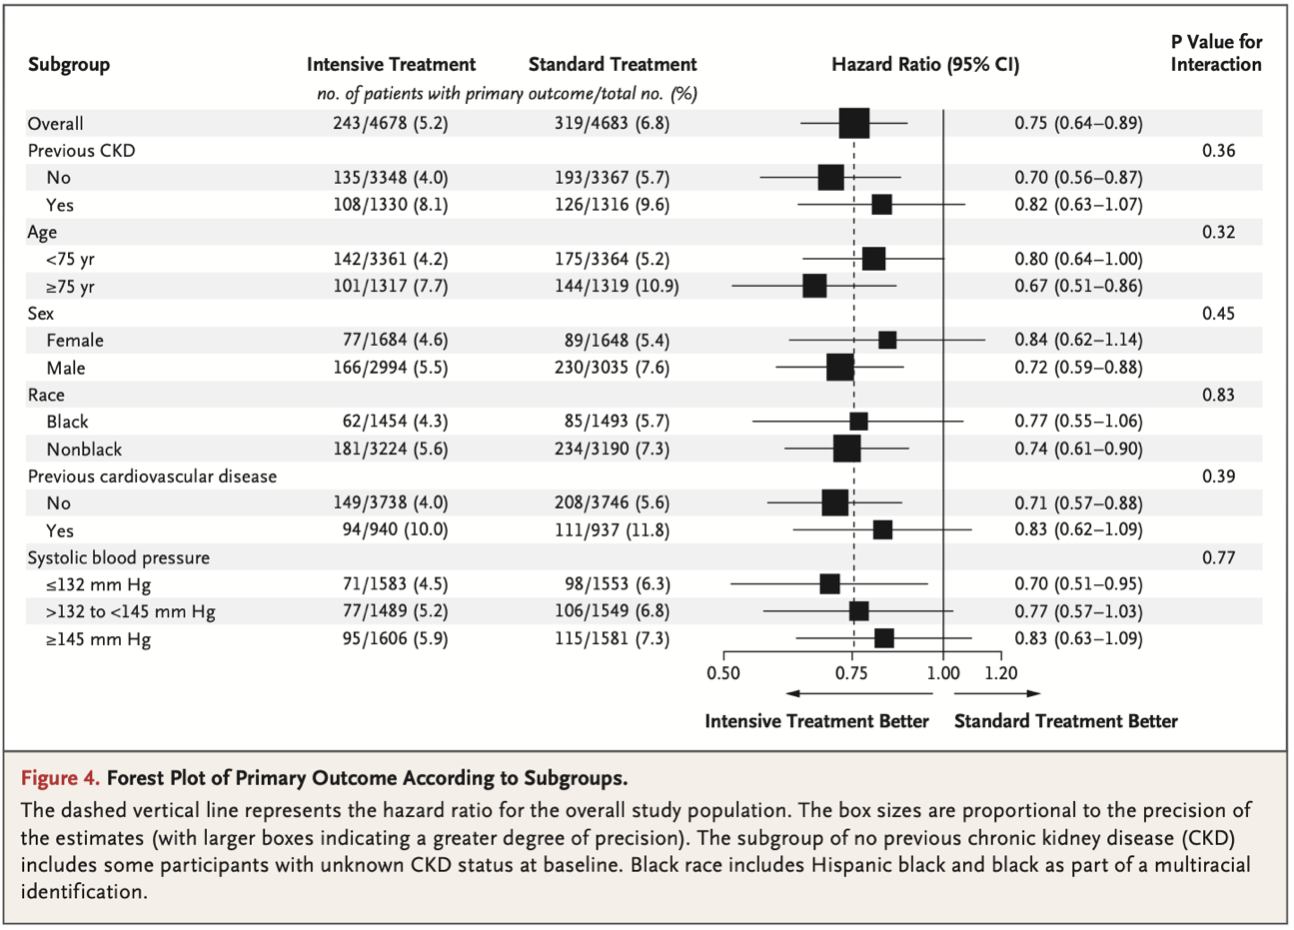 P Value for
Subgroup Intensive Treatment Standard Treatment Hazard Ratio (95% CI) Interaction
no. of patients with primary outcome/total no. (%)
Overall 243/4678 (5.2) 319/4683 (6.8) 0.75 (0.64–0.89)
Previous CKD 0.36
No 135/3348 (4.0) 193/3367 (5.7) 0.70 (0.56–0.87)
Yes 108/1330 (8.1) 126/1316 (9.6) 0.82 (0.63–1.07)
Age 0.32
<75 yr 142/3361 (4.2) 175/3364 (5.2) 0.80 (0.64–1.00)
≥75 yr 101/1317 (7.7) 144/1319 (10.9) 0.67 (0.51–0.86)
Sex 0.45
Female 77/1684 (4.6) 89/1648 (5.4) 0.84 (0.62–1.14)
Male 166/2994 (5.5) 230/3035 (7.6) 0.72 (0.59–0.88)
Race 0.83
Black 62/1454 (4.3) 85/1493 (5.7) 0.77 (0.55–1.06)
Nonblack 181/3224 (5.6) 234/3190 (7.3) 0.74 (0.61–0.90)
Previous cardiovascular disease 0.39
No 149/3738 (4.0) 208/3746 (5.6) 0.71 (0.57–0.88)
Yes 94/940 (10.0) 111/937 (11.8) 0.83 (0.62–1.09)
Systolic blood pressure 0.77
≤132 mm Hg 71/1583 (4.5) 98/1553 (6.3) 0.70 (0.51–0.95)
>132 to <145 mm Hg 77/1489 (5.2) 106/1549 (6.8) 0.77 (0.57–1.03)
≥145 mm Hg 95/1606 (5.9) 115/1581 (7.3) 0.83 (0.63–1.09)
0.50 0.75 1.00 1.20
Intensive Treatment Better Standard Treatment Better
Figure 4. Forest Plot of Primary Outcome According to Subgroups.
The dashed vertical line represents the hazard ratio for the overall study population. The box sizes are proportional to the precision of
the estimates (with larger boxes indicating a greater degree of precision). The subgroup of no previous chronic kidney disease (CKD)
includes some participants with unknown CKD status at baseline. Black race includes Hispanic black and black as part of a multiracial
identification.